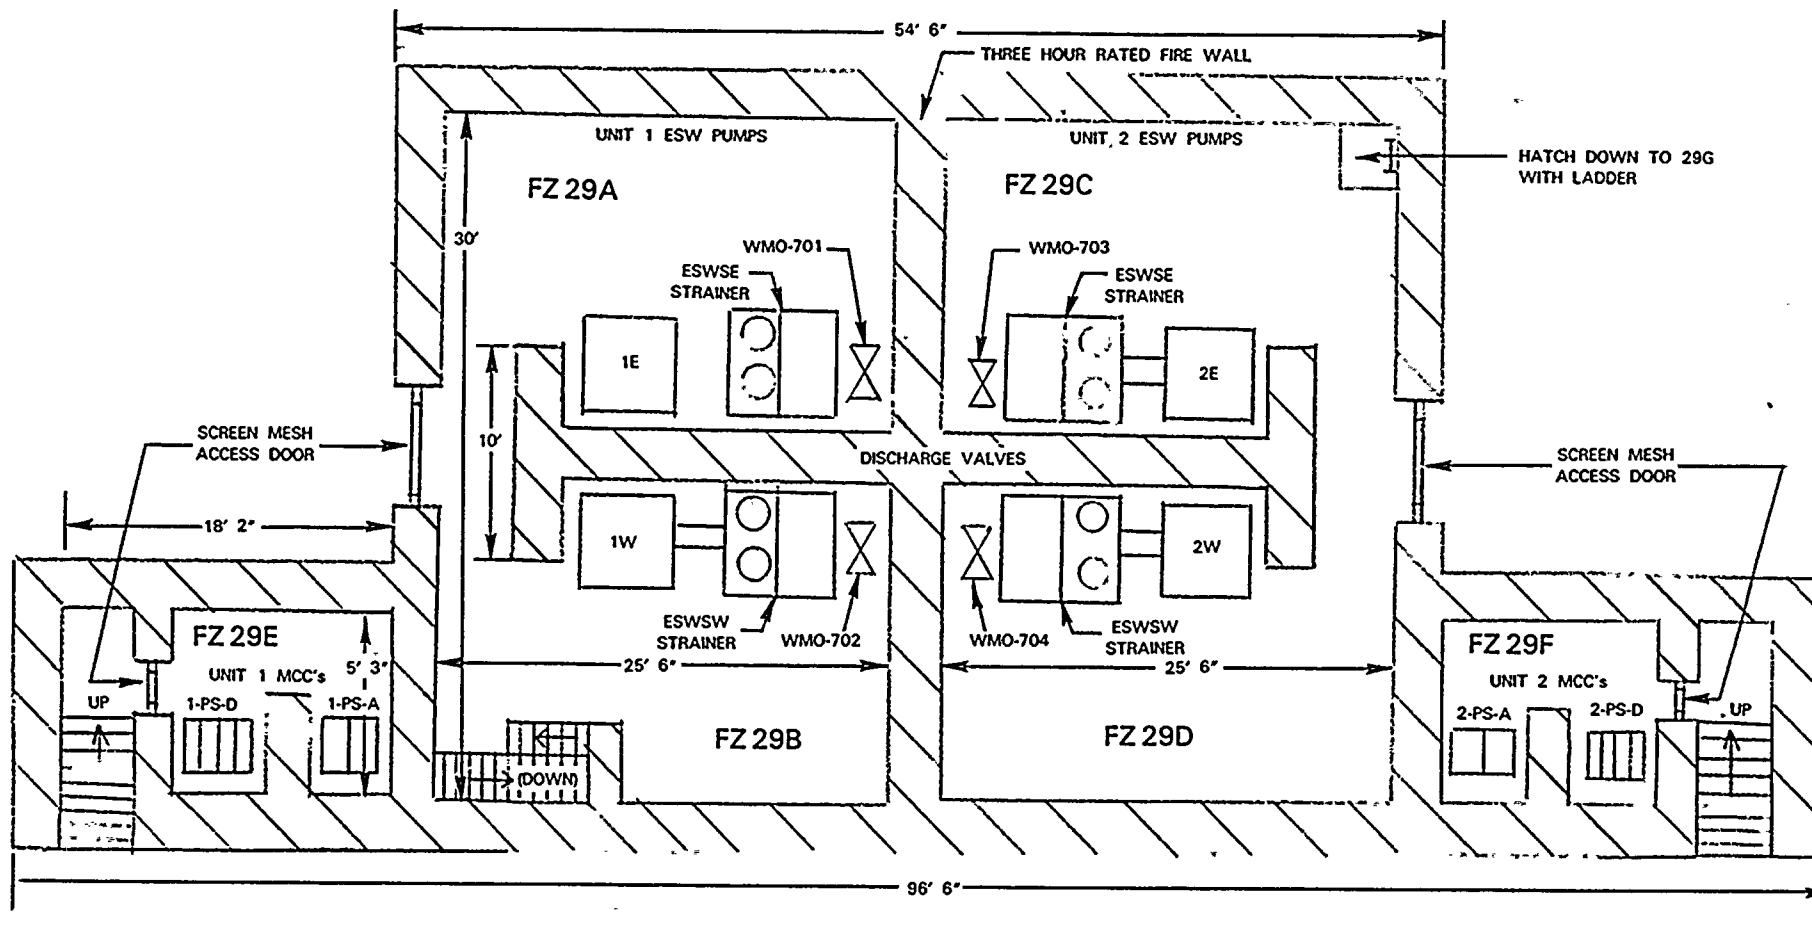 54' 6"
THREE HOUR RATED FIRE WALL
UNIT 1 ESW PUMPS
UNIT 2 ESW PUMPS
HATCH DOWN TO 29G
WITH LADDER
FZ 29A
FZ 29C
30'
WMO-701
WMO-703
ESWSE
STRAINER
ESWSE
STRAINER
1E
2E
10'
SCREEN MESH
ACCESS DOOR
DISCHARGE VALVES
SCREEN MESH
ACCESS DOOR
18' 2"
1W
2W
ESWSW
STRAINER
WMO-702
WMO-704
ESWSW
STRAINER
FZ 29E
FZ 29F
5' 3"
25' 6"
25' 6"
UNIT 1 MCC's
UNIT 2 MCC's
UP
1-PS-D
1-PS-A
2-PS-A
2-PS-D
UP
FZ 29B
FZ 29D
(DOWN)
96' 6"